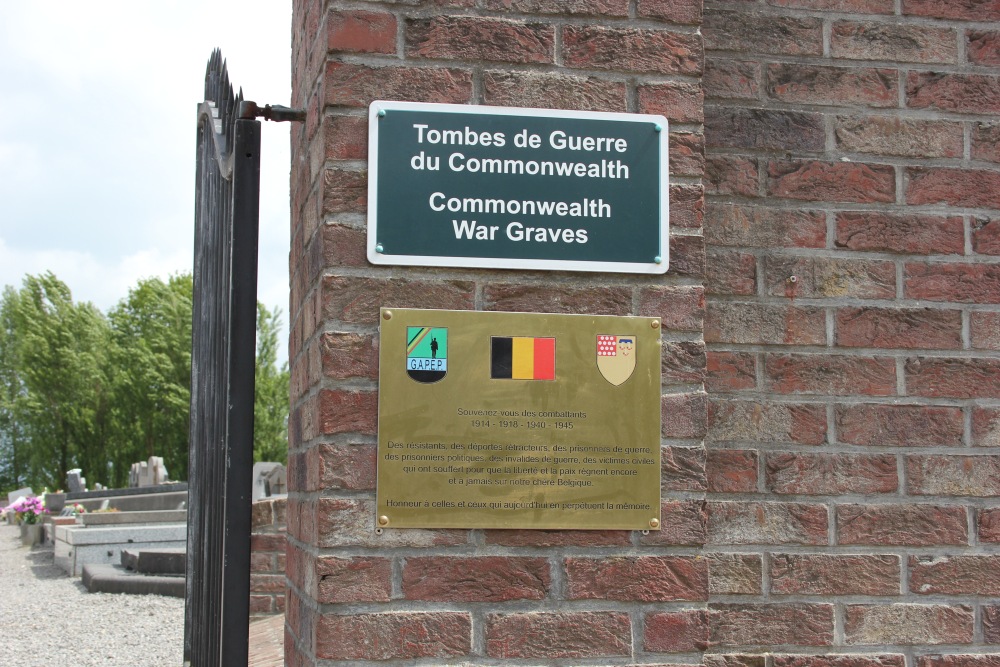 Tombes de Guerre
du Commonwealth
Commonwealth
War Graves
G.A.P.E.P.
Souvenez-vous des combattants
1914 - 1918 - 1940 - 1945
Des résistants, des déportés réfracteurs, des prisonniers de guerre,
des prisonniers politiques, des invalides de guerre, des victimes civiles
qui ont souffert pour que la liberté et la paix règnent encore
et à jamais sur notre chère Belgique.
Honneur à celles et ceux qui aujourd'hui en perpétuent la mémoire.